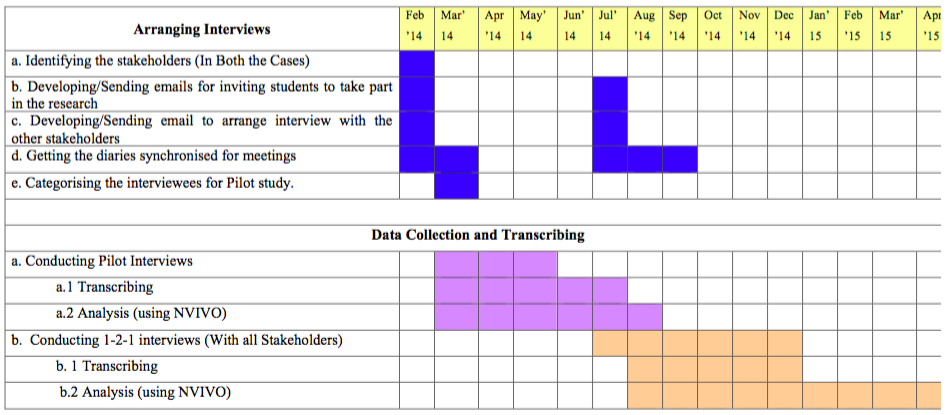 Arranging Interviews
Feb Mar’ Apr May’ Jun’ Jul’ Aug Sep Oct Nov Dec Jan’ Feb Mar’ Apr
’14 14 ’14 14 14 14 ’14 ’14 ’14 ’14 ’14 15 ’15 15 ’15
a. Identifying the stakeholders (In Both the Cases)
b. Developing/Sending emails for inviting students to take part
in the research
c. Developing/Sending email to arrange interview with the
other stakeholders
d. Getting the diaries synchronised for meetings
e. Categorising the interviewees for Pilot study.
Data Collection and Transcribing
a. Conducting Pilot Interviews
a.1 Transcribing
a.2 Analysis (using NVIVO)
b. Conducting 1-2-1 interviews (With all Stakeholders)
b. 1 Transcribing
b.2 Analysis (using NVIVO)